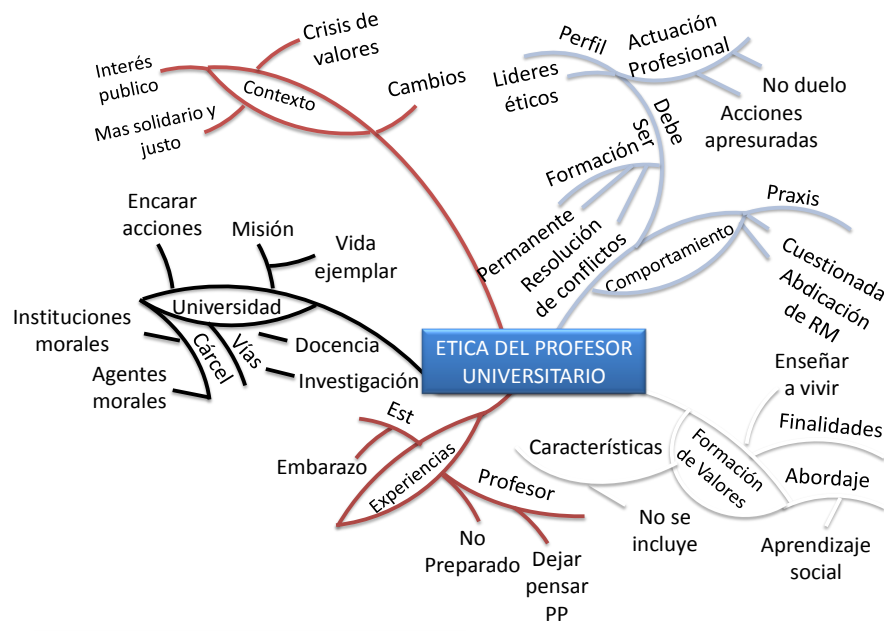 Crisis de
valores
Interés
publico
Contexto
Cambios
Mas solidario y
justo
Perfil
Actuación
Profesional
Lideres
éticos
No duelo
Acciones
apresuradas
Debe
Ser
Formación
Permanente
Resolución
de conflictos
Praxis
Comportamiento
Cuestionada
Abdicación
de RM
Encarar
acciones
Misión
Vida
ejemplar
Universidad
Instituciones
morales
Cárcel
Vías
Docencia
Agentes
morales
Investigación
ETICA DEL PROFESOR
UNIVERSITARIO
Est
Embarazo
Experiencias
Profesor
No
Preparado
Dejar
pensar
PP
Enseñar
a vivir
Finalidades
Características
Formación
de Valores
Abordaje
No se
incluye
Aprendizaje
social